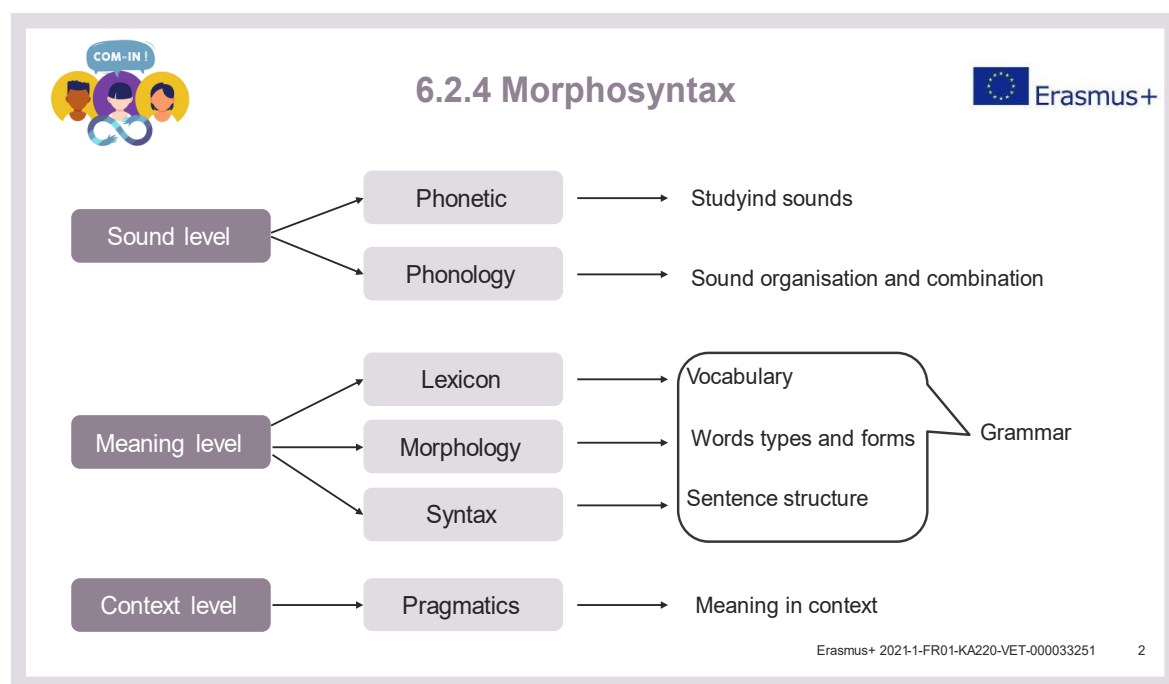 COM-IN !
6.2.4 Morphosyntax
Erasmus+
Sound level
Phonetic
Studyind sounds
Phonology
Sound organisation and combination
Meaning level
Lexicon
Vocabulary
Morphology
Words types and forms
Grammar
Syntax
Sentence structure
Context level
Pragmatics
Meaning in context
Erasmus+ 2021-1-FR01-KA220-VET-000033251
2